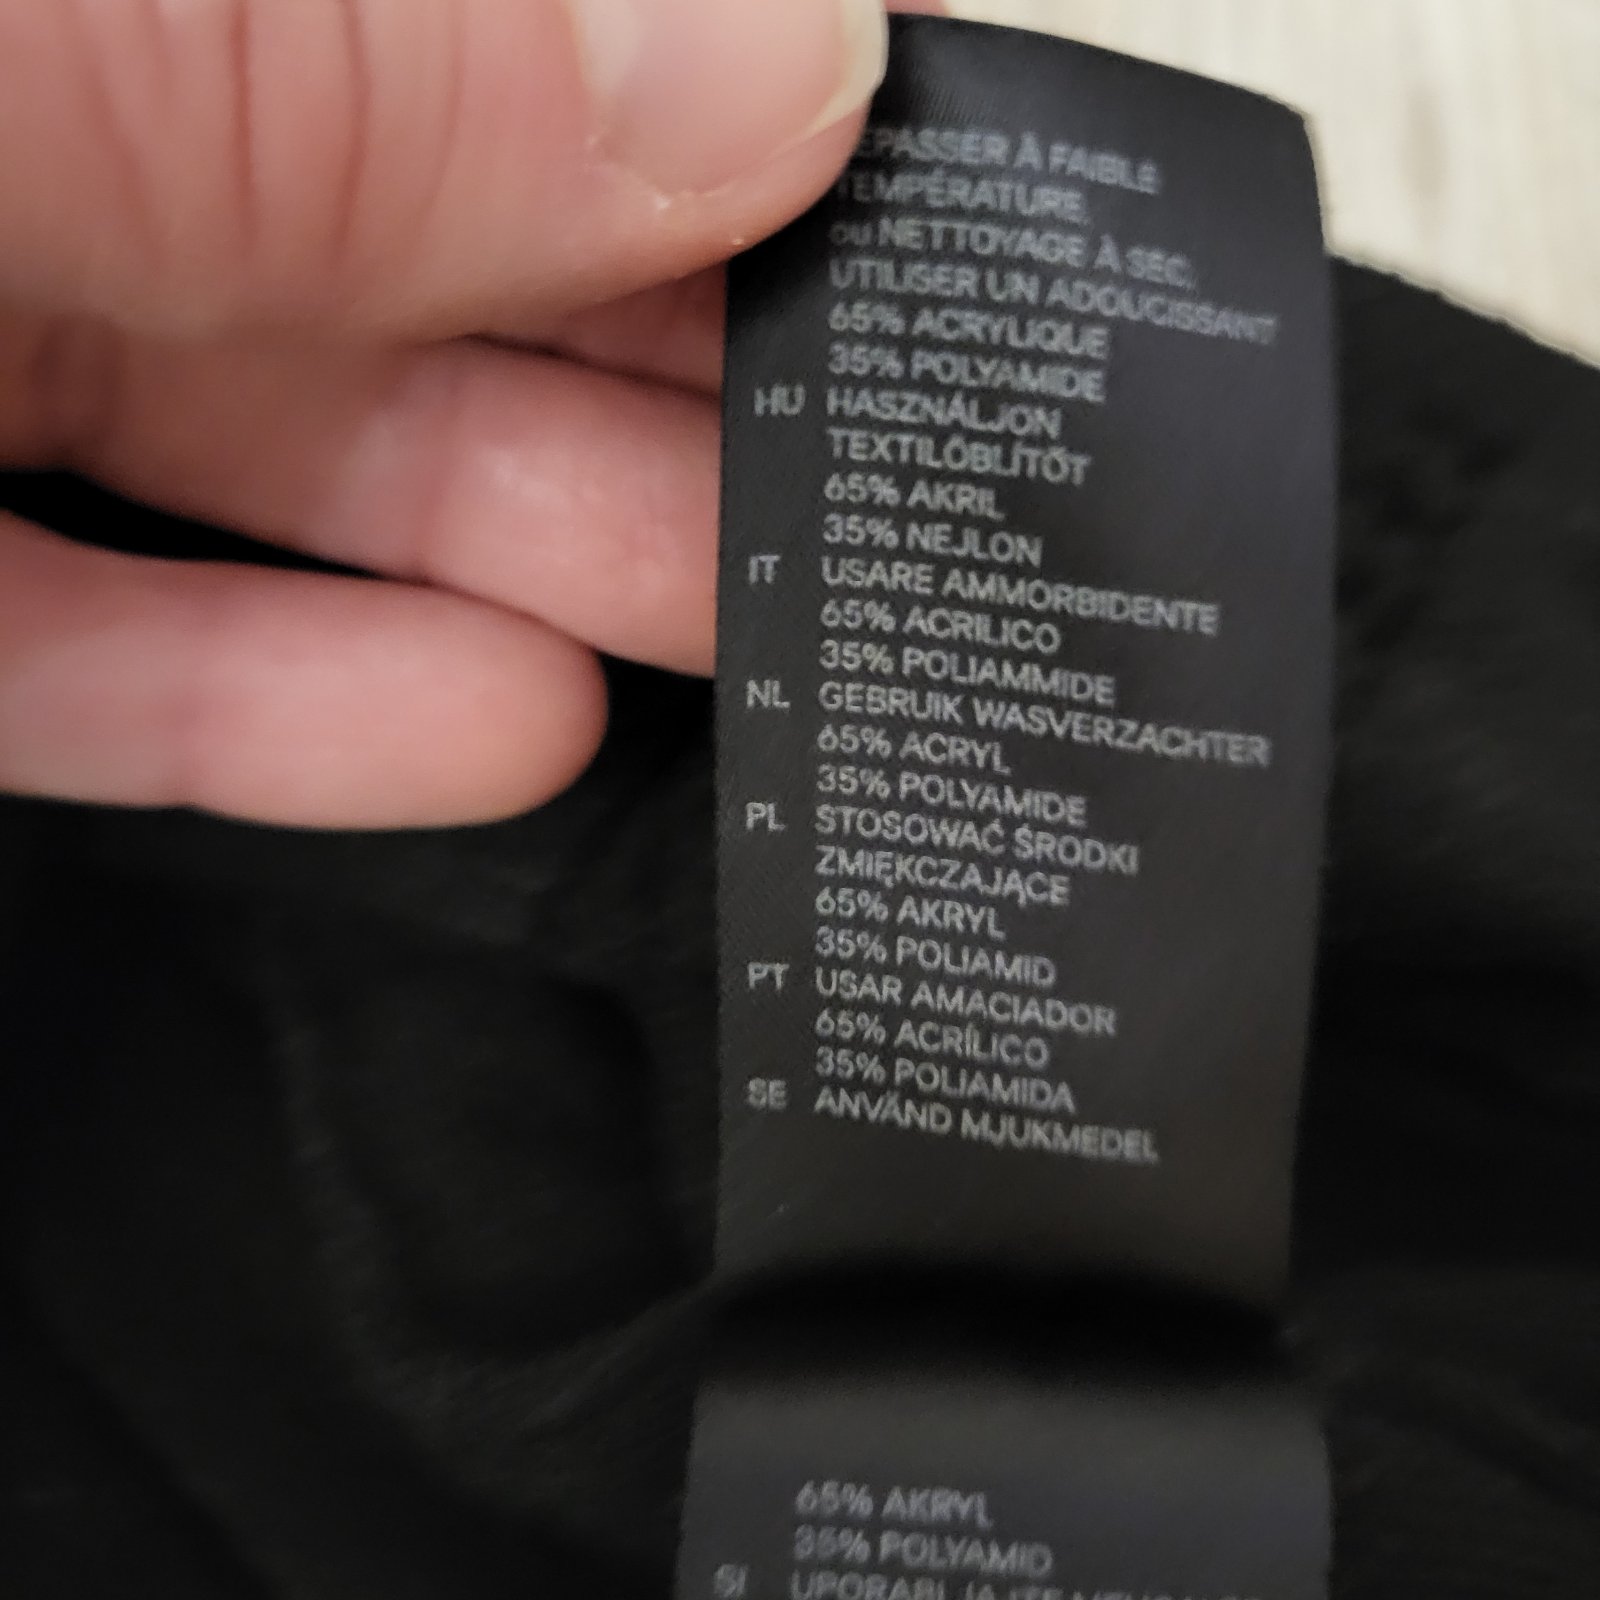 REPASSER À FAIBLE
TEMPÉRATURE
ou NETTOYAGE À SEC.
UTILISER UN ADOUCISSANT
65% ACRYLIQUE
35% POLYAMIDE
HU HASZNÁLJON
TEXTILÖBLÍTŐT
65% AKRIL
35% NEJLON
IT USARE AMMORBIDENTE
65% ACRILICO
35% POLIAMMIDE
NL GEBRUIK WASVERZACHTER
65% ACRYL
35% POLYAMIDE
PL STOSOWAĆ ŚRODKI
ZMIĘKCZAJĄCE
65% AKRYL
35% POLIAMID
PT USAR AMACIADOR
65% ACRÍLICO
35% POLIAMIDA
SE ANVÄND MJUKMEDEL
65% AKRYL
35% POLYAMID
SI